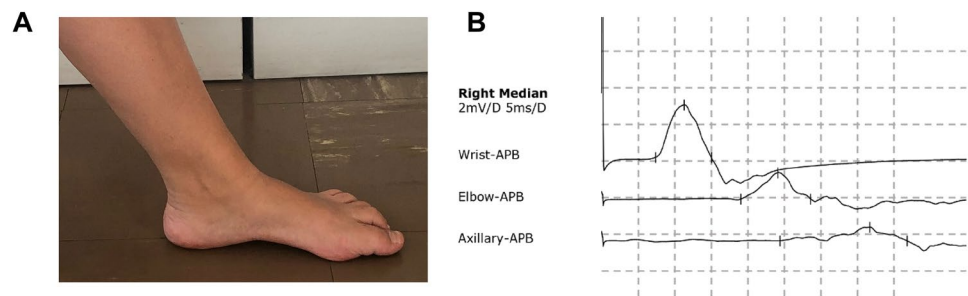 A
B
Right Median
2mV/D 5ms/D
Wrist-APB
Elbow-APB
Axillary-APB